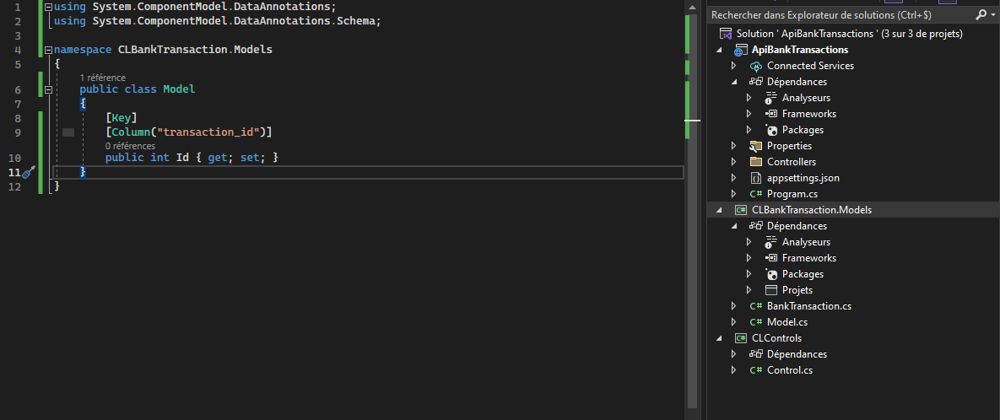 1 using System.ComponentModel.DataAnnotations;
2 using System.ComponentModel.DataAnnotations.Schema;
3
4 namespace CLBankTransaction.Models
5 {
1 référence
6 public class Model
7 {
8 [Key]
9 [Column("transaction_id")]
0 références
10 public int Id { get; set; }
11 }
12 }
Rechercher dans Explorateur de solutions (Ctrl+$)
Solution ' ApiBankTransactions ' (3 sur 3 de projets)
ApiBankTransactions
Connected Services
Dépendances
Analyseurs
Frameworks
Packages
Properties
Controllers
appsettings.json
C# Program.cs
C# CLBankTransaction.Models
Dépendances
Analyseurs
Frameworks
Packages
Projets
C# BankTransaction.cs
C# Model.cs
C# CLControls
Dépendances
C# Control.cs